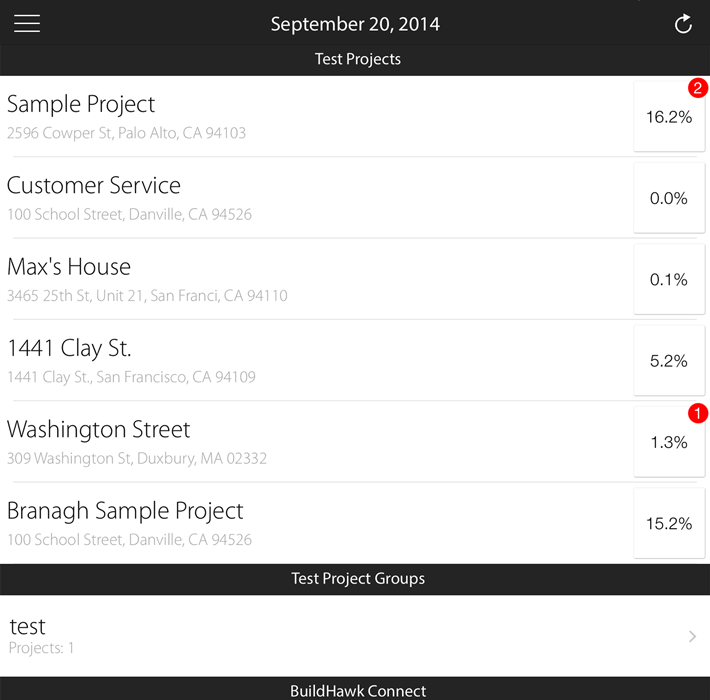 September 20, 2014
Test Projects
2
Sample Project
16.2%
2596 Cowper St, Palo Alto, CA 94103
Customer Service
0.0%
100 School Street, Danville, CA 94526
Max's House
0.1%
3465 25th St, Unit 21, San Franci, CA 94110
1441 Clay St.
5.2%
1441 Clay St., San Francisco, CA 94109
1
Washington Street
1.3%
309 Washington St, Duxbury, MA 02332
Branagh Sample Project
15.2%
100 School Street, Danville, CA 94526
Test Project Groups
test
Projects: 1
BuildHawk Connect